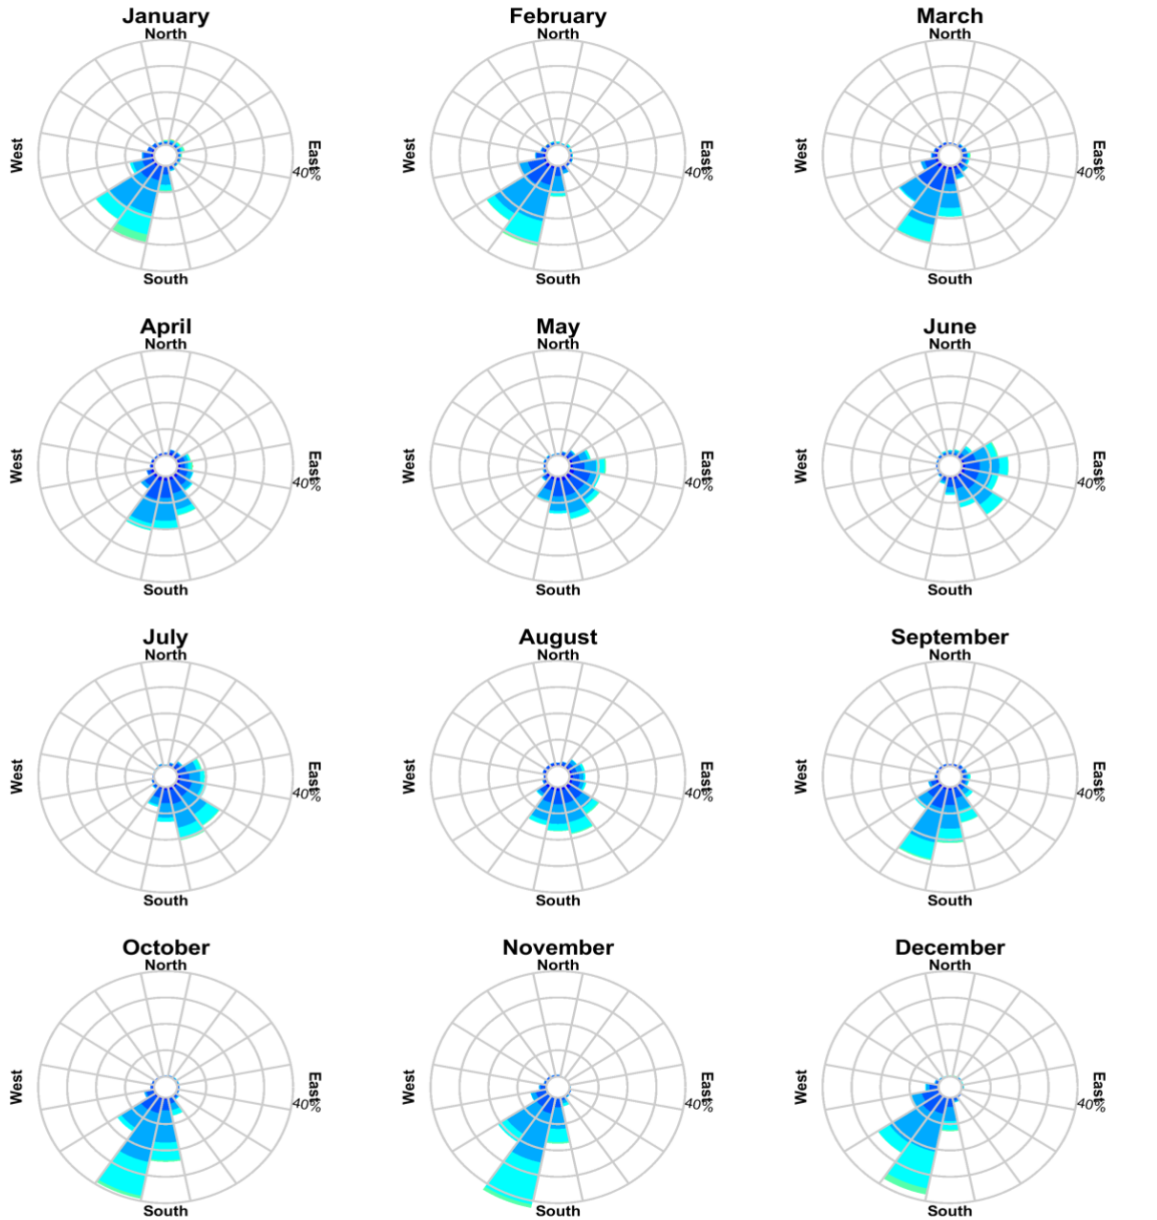 January February March
North North North
West East West East West East
40% 40% 40%
South South South
April May June
North North North
West East West East West East
40% 40% 40%
South South South
July August September
North North North
West East West East West East
40% 40% 40%
South South South
October November December
North North North
West East West East West East
40% 40% 40%
South South South